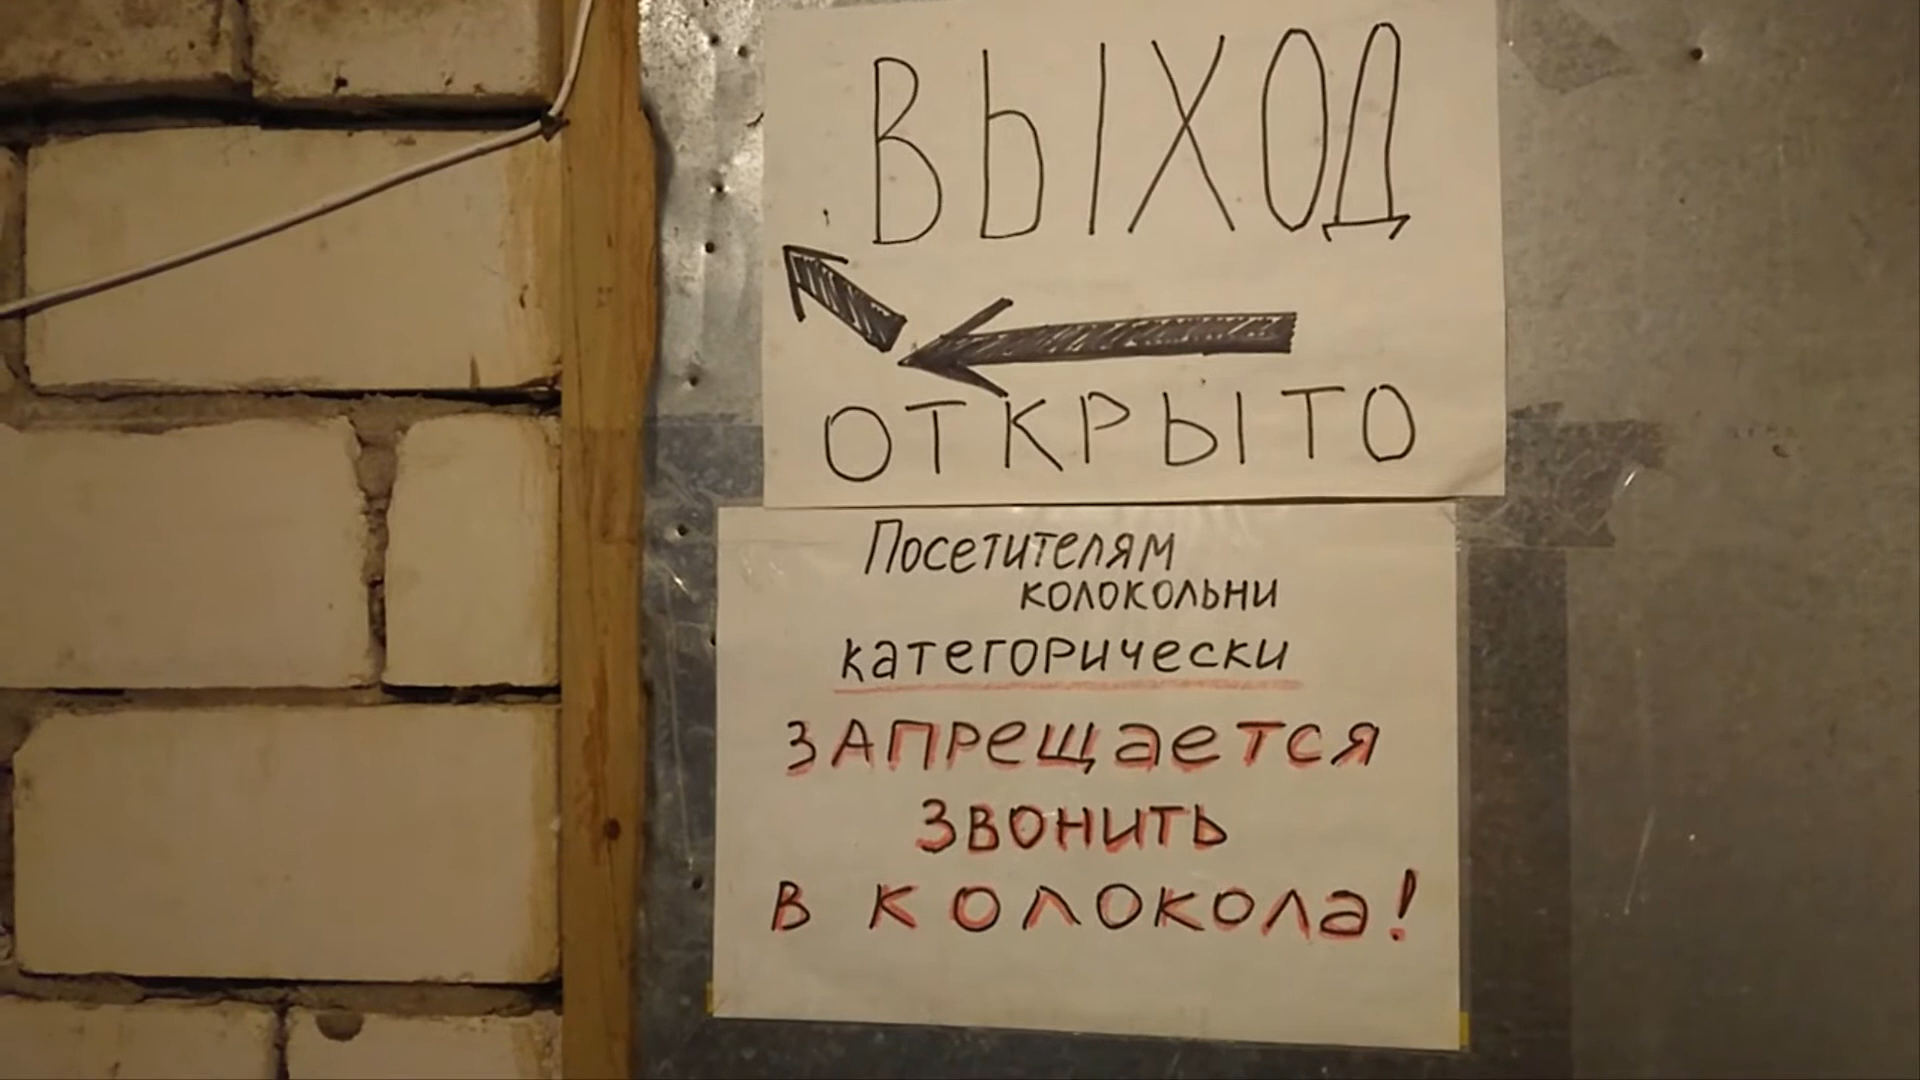 ВЫХОД
ОТКРЫТО
Посетителям
колокольни
категорически
ЗАПРЕЩается
ЗВОНИТЬ
В КОЛОКОЛа!